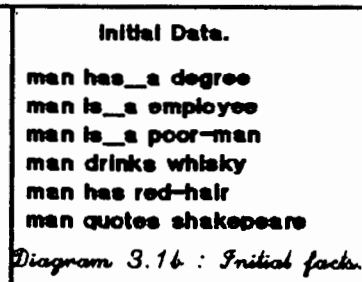 Initial Data.
man has_a degree
man is_a employee
man is_a poor-man
man drinks whisky
man has red-hair
man quotes shakespeare
Diagram 3.1b : Initial facts.